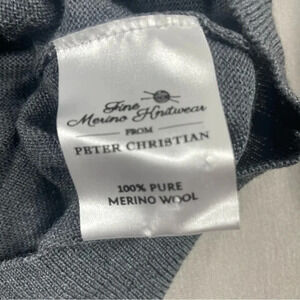 Fine
Merino Knitwear
FROM
PETER CHRISTIAN
100% PURE
MERINO WOOL